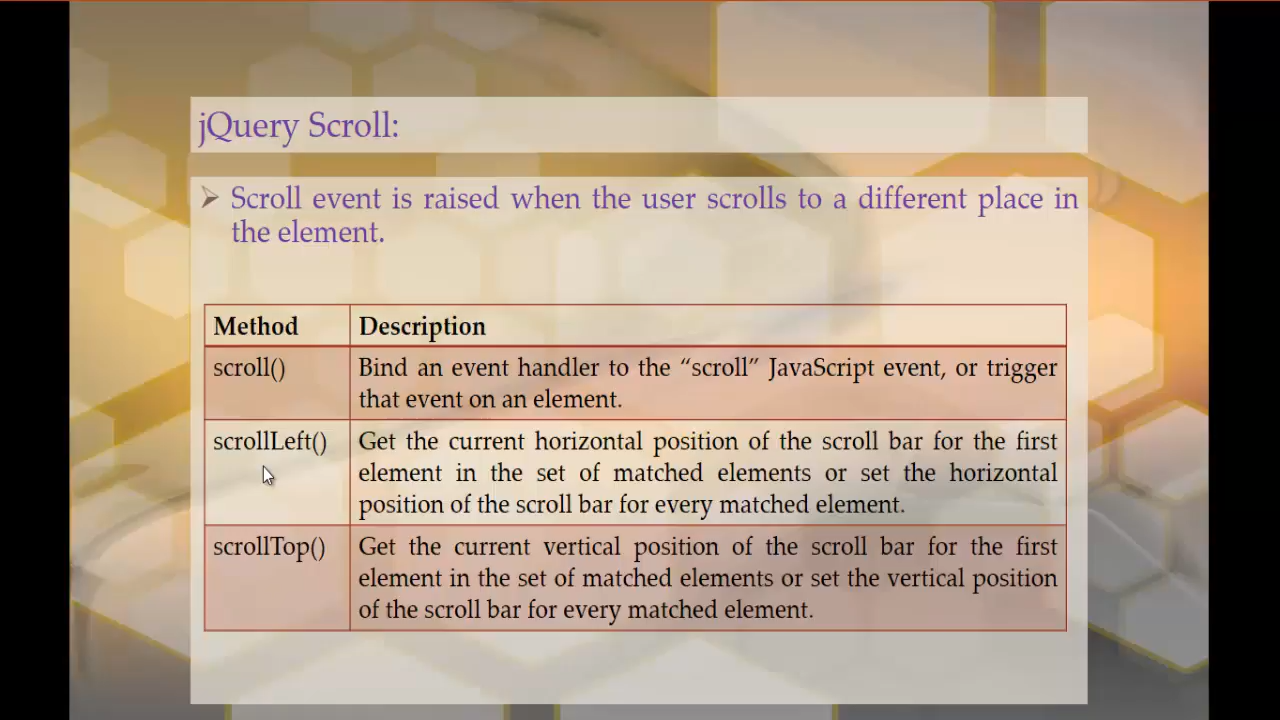 jQuery Scroll:
Scroll event is raised when the user scrolls to a different place in
the element.
Method Description
scroll() Bind an event handler to the “scroll” JavaScript event, or trigger
that event on an element.
scrollLeft() Get the current horizontal position of the scroll bar for the first
element in the set of matched elements or set the horizontal
position of the scroll bar for every matched element.
scrollTop() Get the current vertical position of the scroll bar for the first
element in the set of matched elements or set the vertical position
of the scroll bar for every matched element.